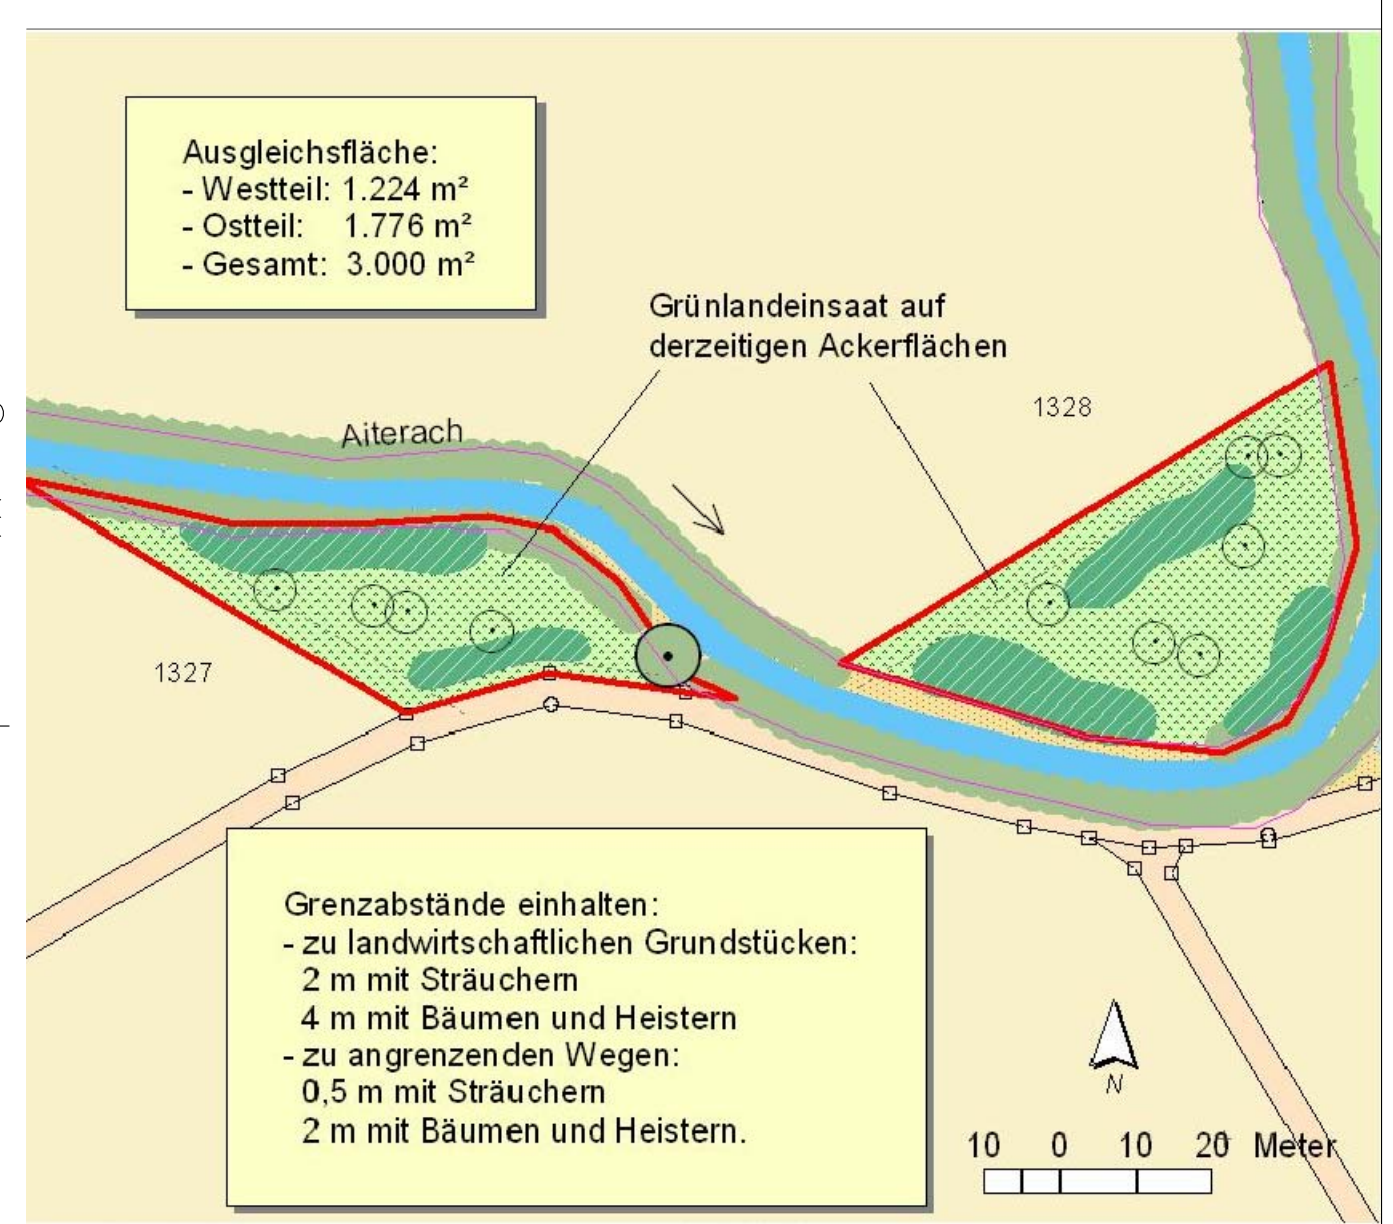 Ausgleichsfläche:
- Westteil: 1.224 m²
- Ostteil: 1.776 m²
- Gesamt: 3.000 m²
Grünlandeinsaat auf
derzeitigen Ackerflächen
1328
Aiterach
1327
Grenzabstände einhalten:
- zu landwirtschaftlichen Grundstücken:
2 m mit Sträuchern
4 m mit Bäumen und Heistern
- zu angrenzenden Wegen:
0,5 m mit Sträuchern
2 m mit Bäumen und Heistern.
N
10 0 10 20 Meter